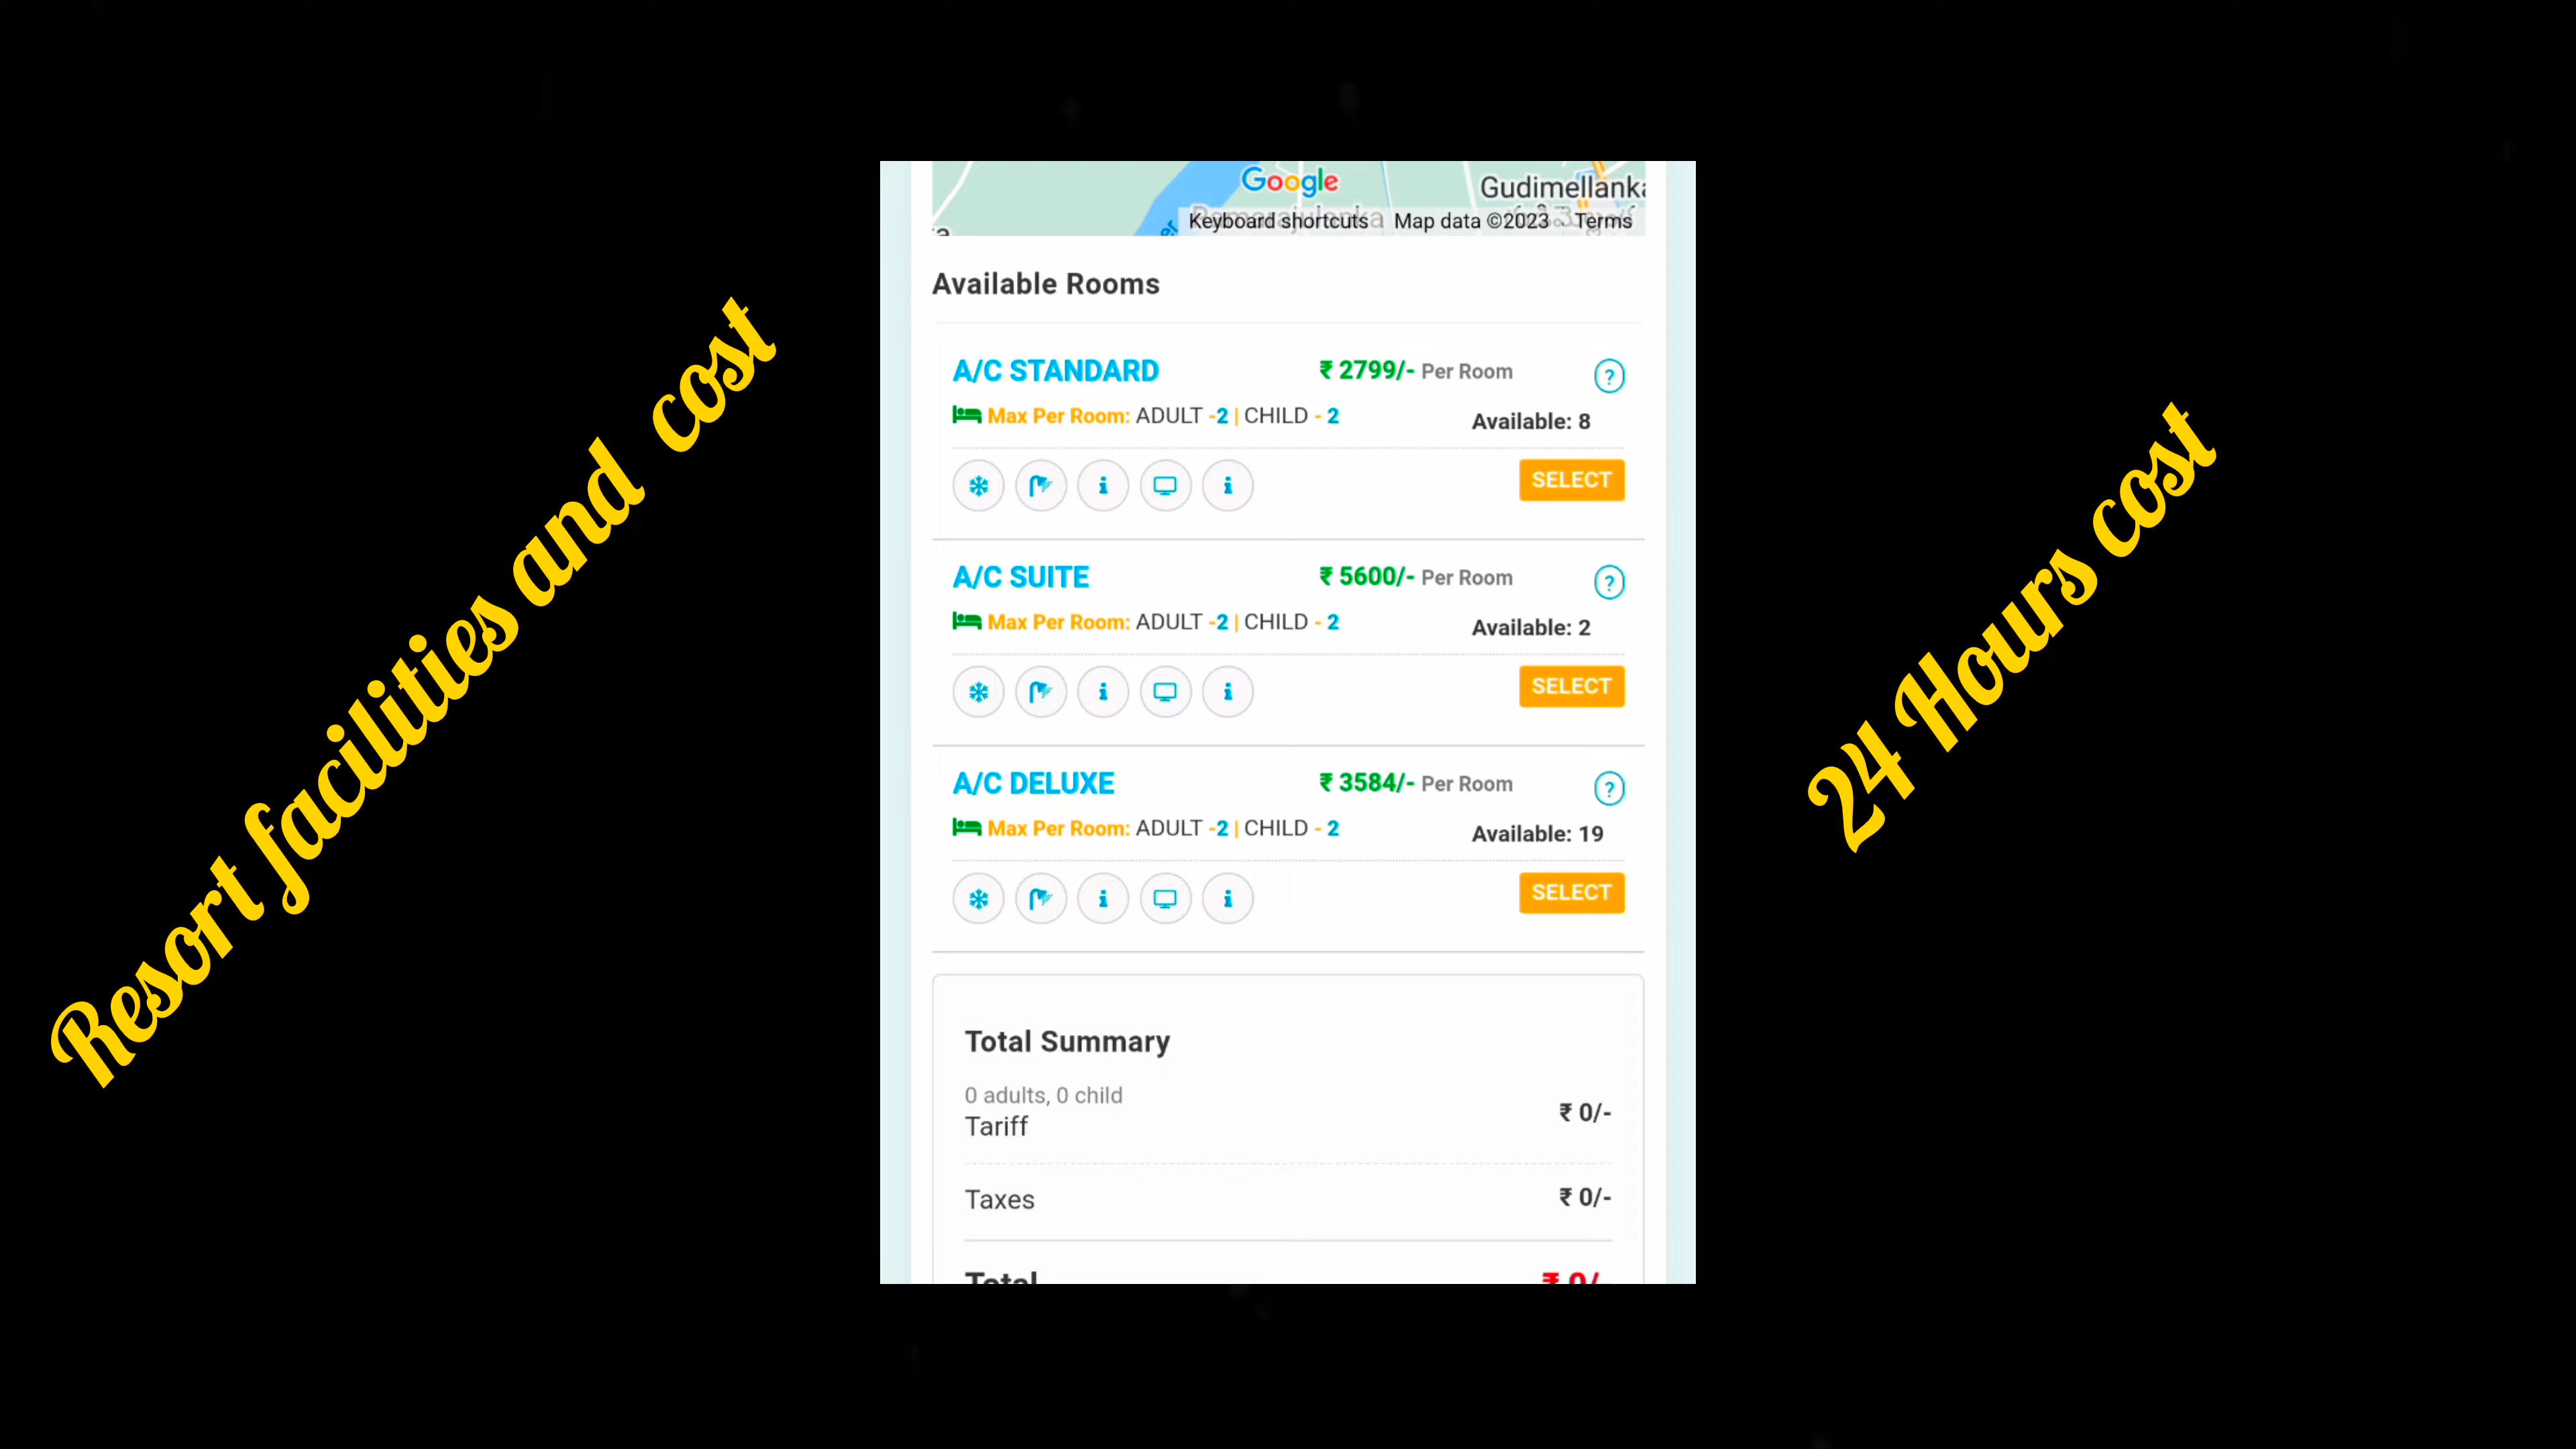 Resort facilities and cost
Google
Gudimellanka
Keyboard shortcuts Map data ©2023 Terms
Available Rooms
A/C STANDARD ₹ 2799/- Per Room ?
Max Per Room: ADULT -2 | CHILD - 2 Available: 8
SELECT
A/C SUITE ₹ 5600/- Per Room ?
Max Per Room: ADULT -2 | CHILD - 2 Available: 2
SELECT
A/C DELUXE ₹ 3584/- Per Room ?
Max Per Room: ADULT -2 | CHILD - 2 Available: 19
SELECT
Total Summary
0 adults, 0 child
Tariff ₹ 0/-
Taxes ₹ 0/-
Total ₹ 0/-
24 Hours cost